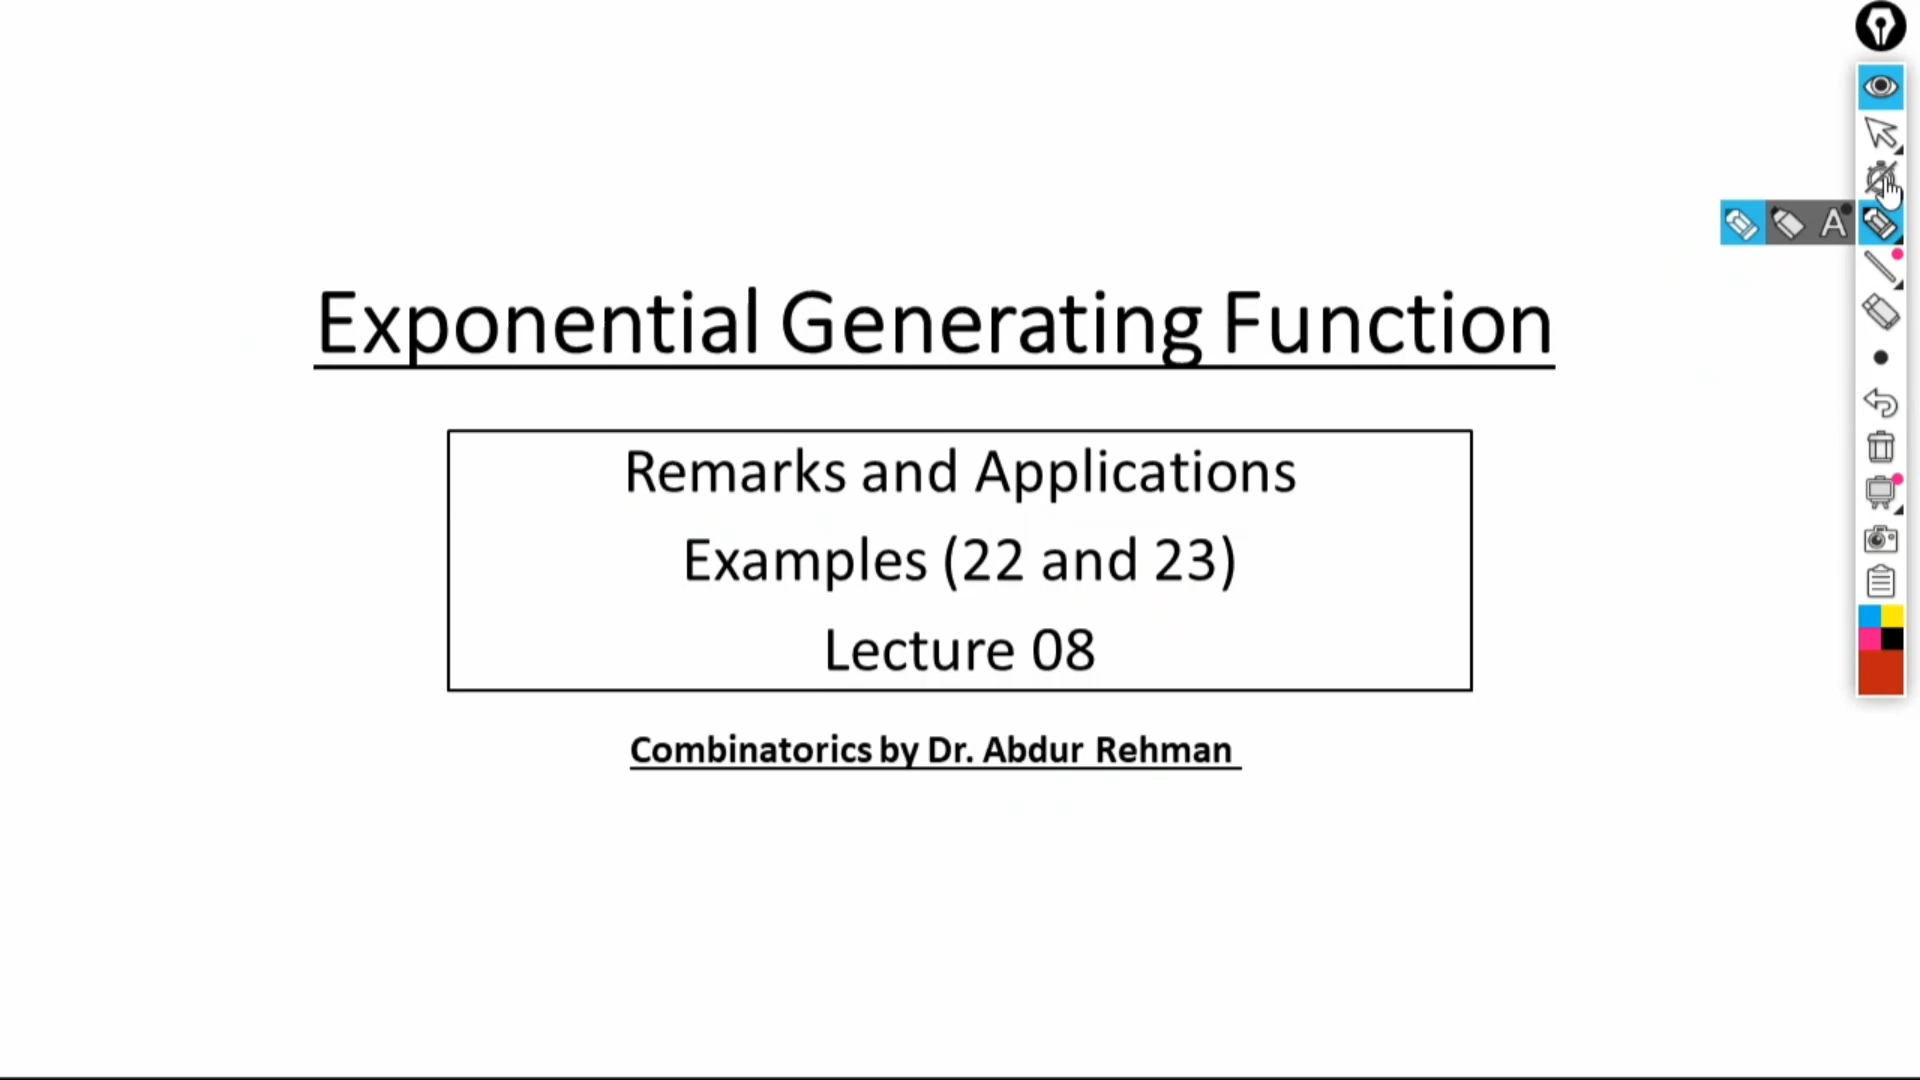 A
Exponential Generating Function
Remarks and Applications
Examples (22 and 23)
Lecture 08
Combinatorics by Dr. Abdur Rehman